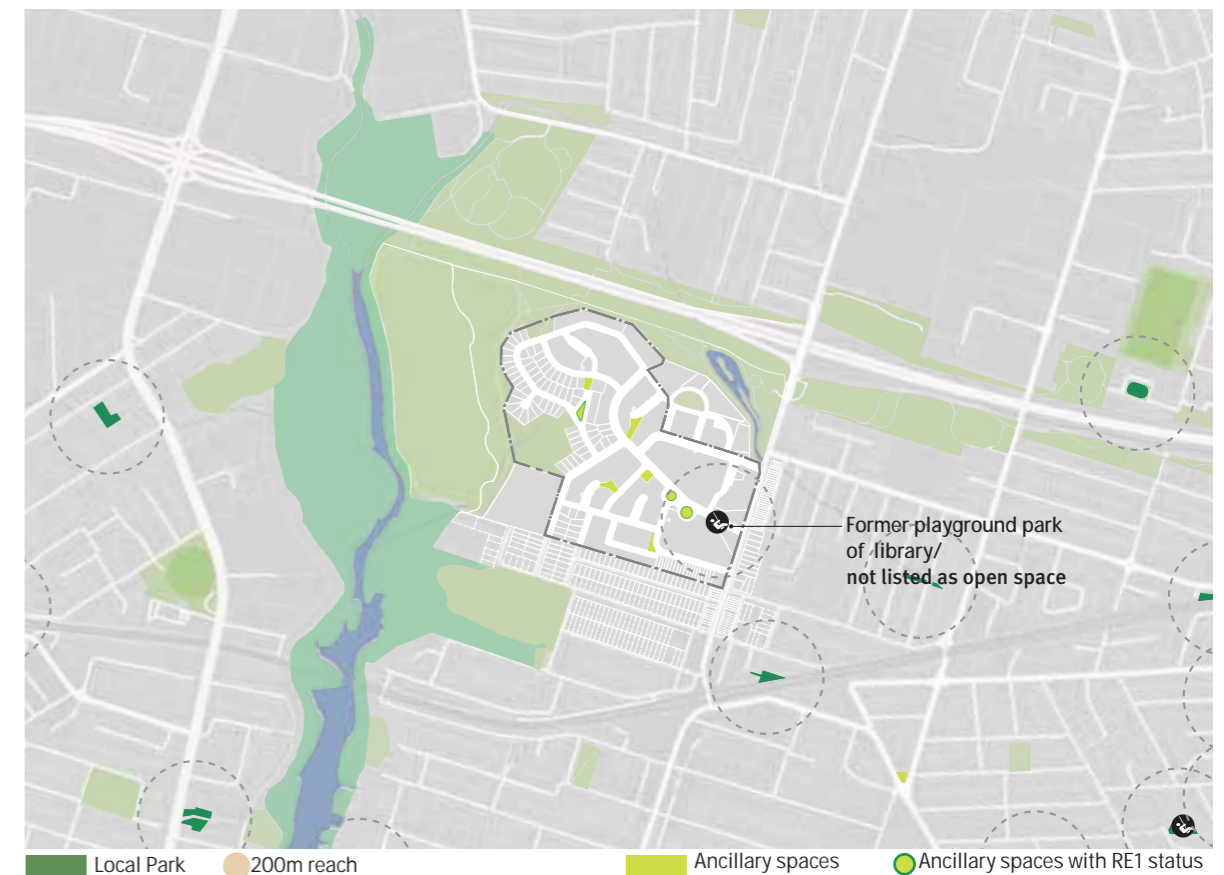 Former playground park
of library/
not listed as open space
Local Park
200m reach
Ancillary spaces
Ancillary spaces with RE1 status